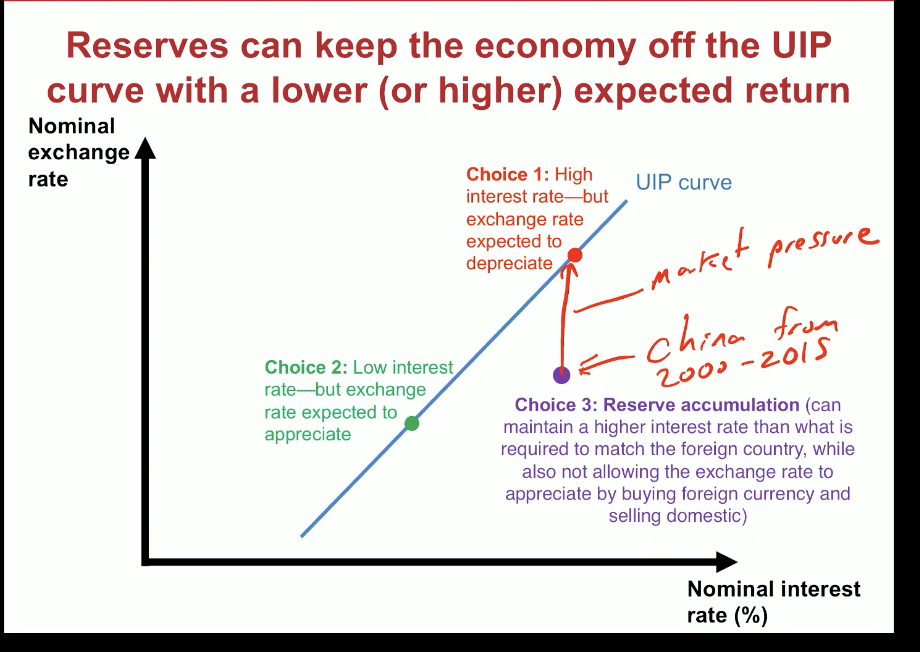 Reserves can keep the economy off the UIP
curve with a lower (or higher) expected return
Nominal
exchange
rate
Choice 1: High
interest rate—but
exchange rate
expected to
depreciate
UIP curve
market pressure
China from
2000-2015
Choice 2: Low interest
rate—but exchange
rate expected to
appreciate
Choice 3: Reserve accumulation (can
maintain a higher interest rate than what is
required to match the foreign country, while
also not allowing the exchange rate to
appreciate by buying foreign currency and
selling domestic)
Nominal interest
rate (%)